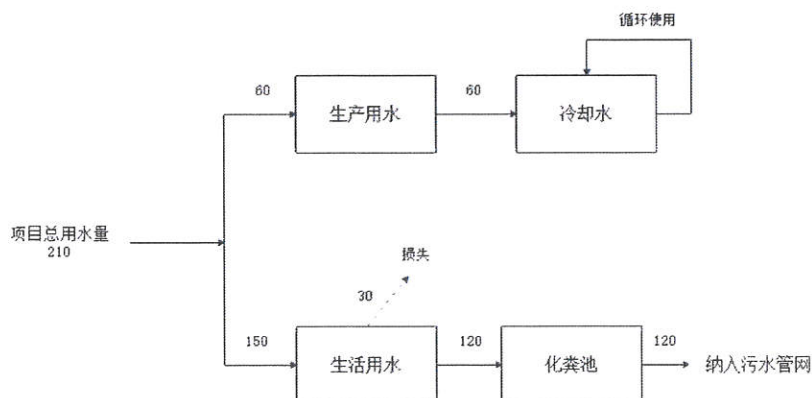 循环使用
60
生产用水
60
冷却水
项目总用水量
210
损失
30
150
生活用水
120
化粪池
120
纳入污水管网